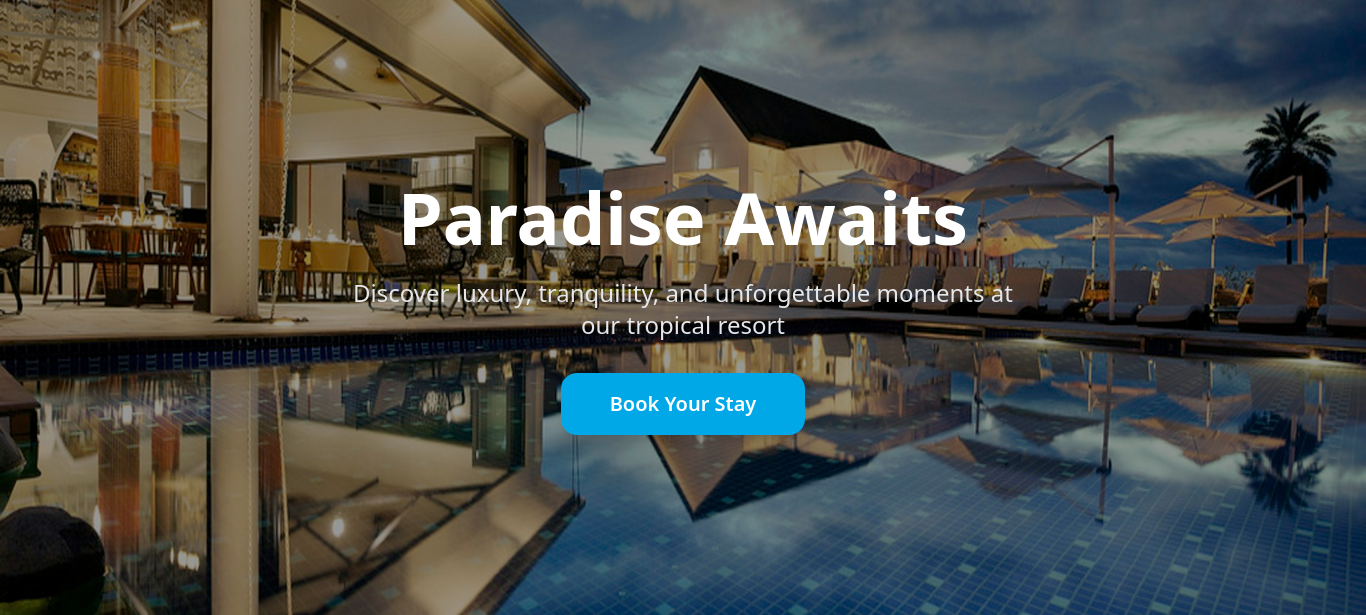 Paradise Awaits
Discover luxury, tranquility, and unforgettable moments at
our tropical resort
Book Your Stay